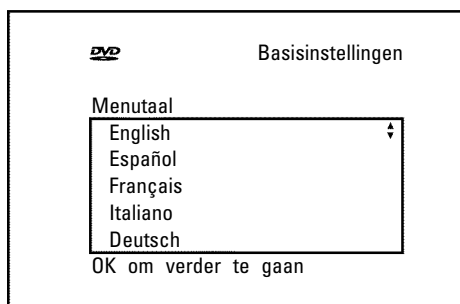 DVD Basisinstellingen
Menutaal
English
Español
Français
Italiano
Deutsch
OK om verder te gaan